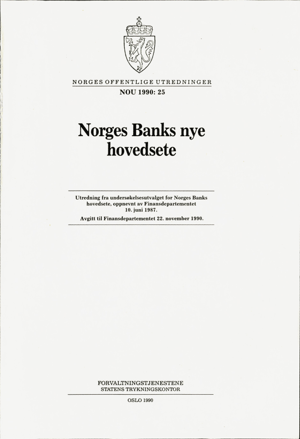 NORGES OFFENTLIGE UTREDNINGER
NOU 1990: 25
Norges Banks nye
hovedsete
Utredning fra undersøkelsesutvalget for Norges Banks
hovedsete, oppnevnt av Finansdepartementet
19. juni 1987.
Avgitt til Finansdepartementet 22. november 1990.
FORVALTNINGSTJENESTENE
STATENS TRYKNINGSKONTOR
OSLO 1990